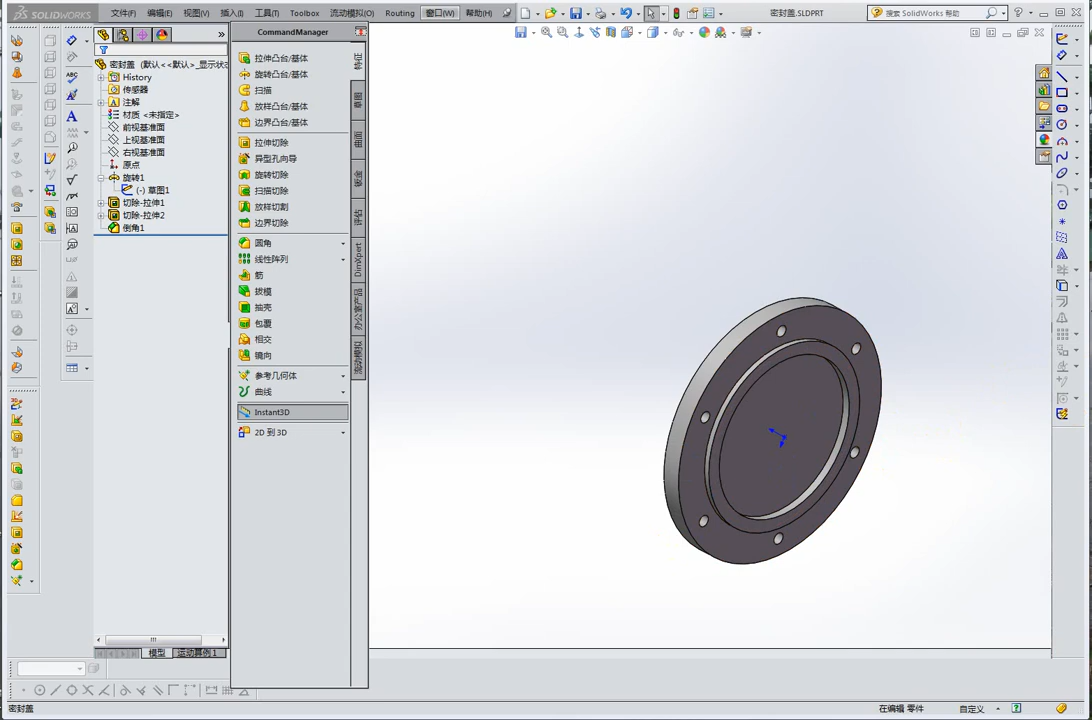 SOLIDWORKS 文件(F) 编辑(E) 视图(V) 插入(I) 工具(T) Toolbox 流动模拟(O) Routing 窗口(W) 帮助(H) 密封盖.SLDPRT 搜索 SolidWorks 帮助
CommandManager
密封盖 (默认<<默认>_显示状态
History
传感器
注解
材质 <未指定>
前视基准面
上视基准面
右视基准面
原点
旋转1
(-) 草图1
切除-拉伸1
切除-拉伸2
倒角1
拉伸凸台/基体
旋转凸台/基体
扫描
放样凸台/基体
边界凸台/基体
拉伸切除
异型孔向导
旋转切除
扫描切除
放样切割
边界切除
圆角
线性阵列
筋
拔模
抽壳
包覆
相交
镜向
参考几何体
曲线
Instant3D
2D 到 3D
特征
草图
曲面
钣金
评估
DimXpert
办公室产品
流动模拟
模型 运动算例 1
密封盖 在编辑 零件 自定义